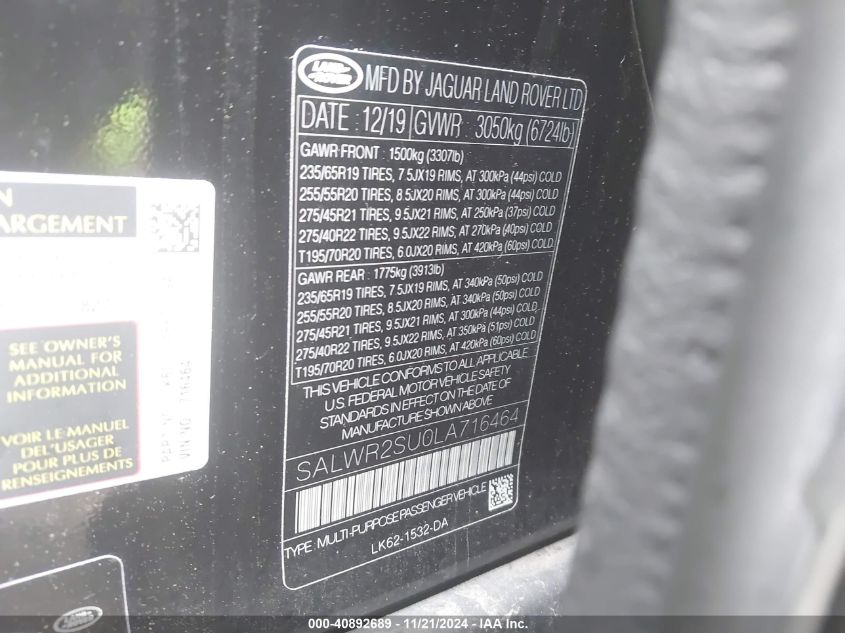 LAND ROVER
MFD BY JAGUAR LAND ROVER LTD
DATE : 12/19 GVWR : 3050kg (6724lb)
GAWR FRONT : 1500kg (3307lb)
235/65R19 TIRES, 7.5JX19 RIMS, AT 300kPa (44psi) COLD
255/55R20 TIRES, 8.5JX20 RIMS, AT 300kPa (44psi) COLD
275/45R21 TIRES, 9.5JX21 RIMS, AT 250kPa (37psi) COLD
275/40R22 TIRES, 9.5JX22 RIMS, AT 270kPa (40psi) COLD
T195/70R20 TIRES, 6.0JX20 RIMS, AT 420kPa (60psi) COLD
GAWR REAR : 1775kg (3913lb)
235/65R19 TIRES, 7.5JX19 RIMS, AT 340kPa (50psi) COLD
255/55R20 TIRES, 8.5JX20 RIMS, AT 340kPa (50psi) COLD
275/45R21 TIRES, 9.5JX21 RIMS, AT 300kPa (44psi) COLD
275/40R22 TIRES, 9.5JX22 RIMS, AT 350kPa (51psi) COLD
T195/70R20 TIRES, 6.0JX20 RIMS, AT 420kPa (60psi) COLD
THIS VEHICLE CONFORMS TO ALL APPLICABLE
U.S. FEDERAL MOTOR VEHICLE SAFETY
STANDARDS IN EFFECT ON THE DATE OF
MANUFACTURE SHOWN ABOVE
SALWR2SU0LA716464
TYPE: MULTI-PURPOSE PASSENGER VEHICLE
LK62-1532-DA
SEE OWNER'S
MANUAL FOR
ADDITIONAL
INFORMATION
VOIR LE MANUEL
DEL'USAGER
POUR PLUS DE
RENSEIGNEMENTS
PART NO:
VIN NO: 716464
LAND ROVER
000-40892689 - 11/21/2024 - IAAI.COM